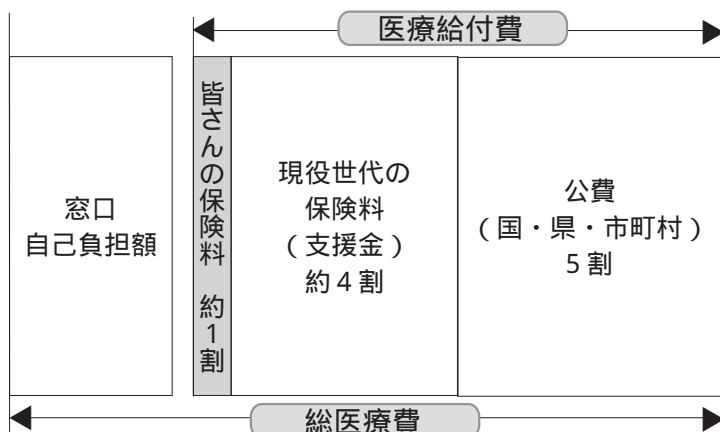 医療給付費
窓口
自己負担額
皆さんの保険料　約1割
現役世代の
保険料
（支援金）
約４割
公費
（国・県・市町村）
５割
総医療費